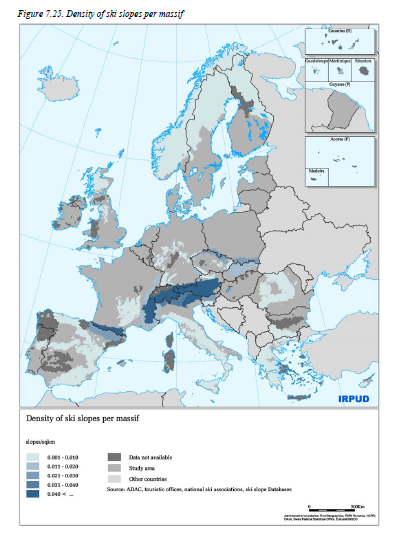 Figure 7.25. Density of ski slopes per massif
Canarias (E)
Guadeloupe Martinique Réunion
Guyane (F)
Acores (P)
Madeira
IRPUD
Density of ski slopes per massif
slopes/sqkm
0.001 - 0.010
0.011 - 0.020
0.021 - 0.030
0.031 - 0.040
0.040 < ...
Data not available
Study area
Other countries
Source: ADAC, touristic offices, national ski associations, ski slope Databases
0 500Km